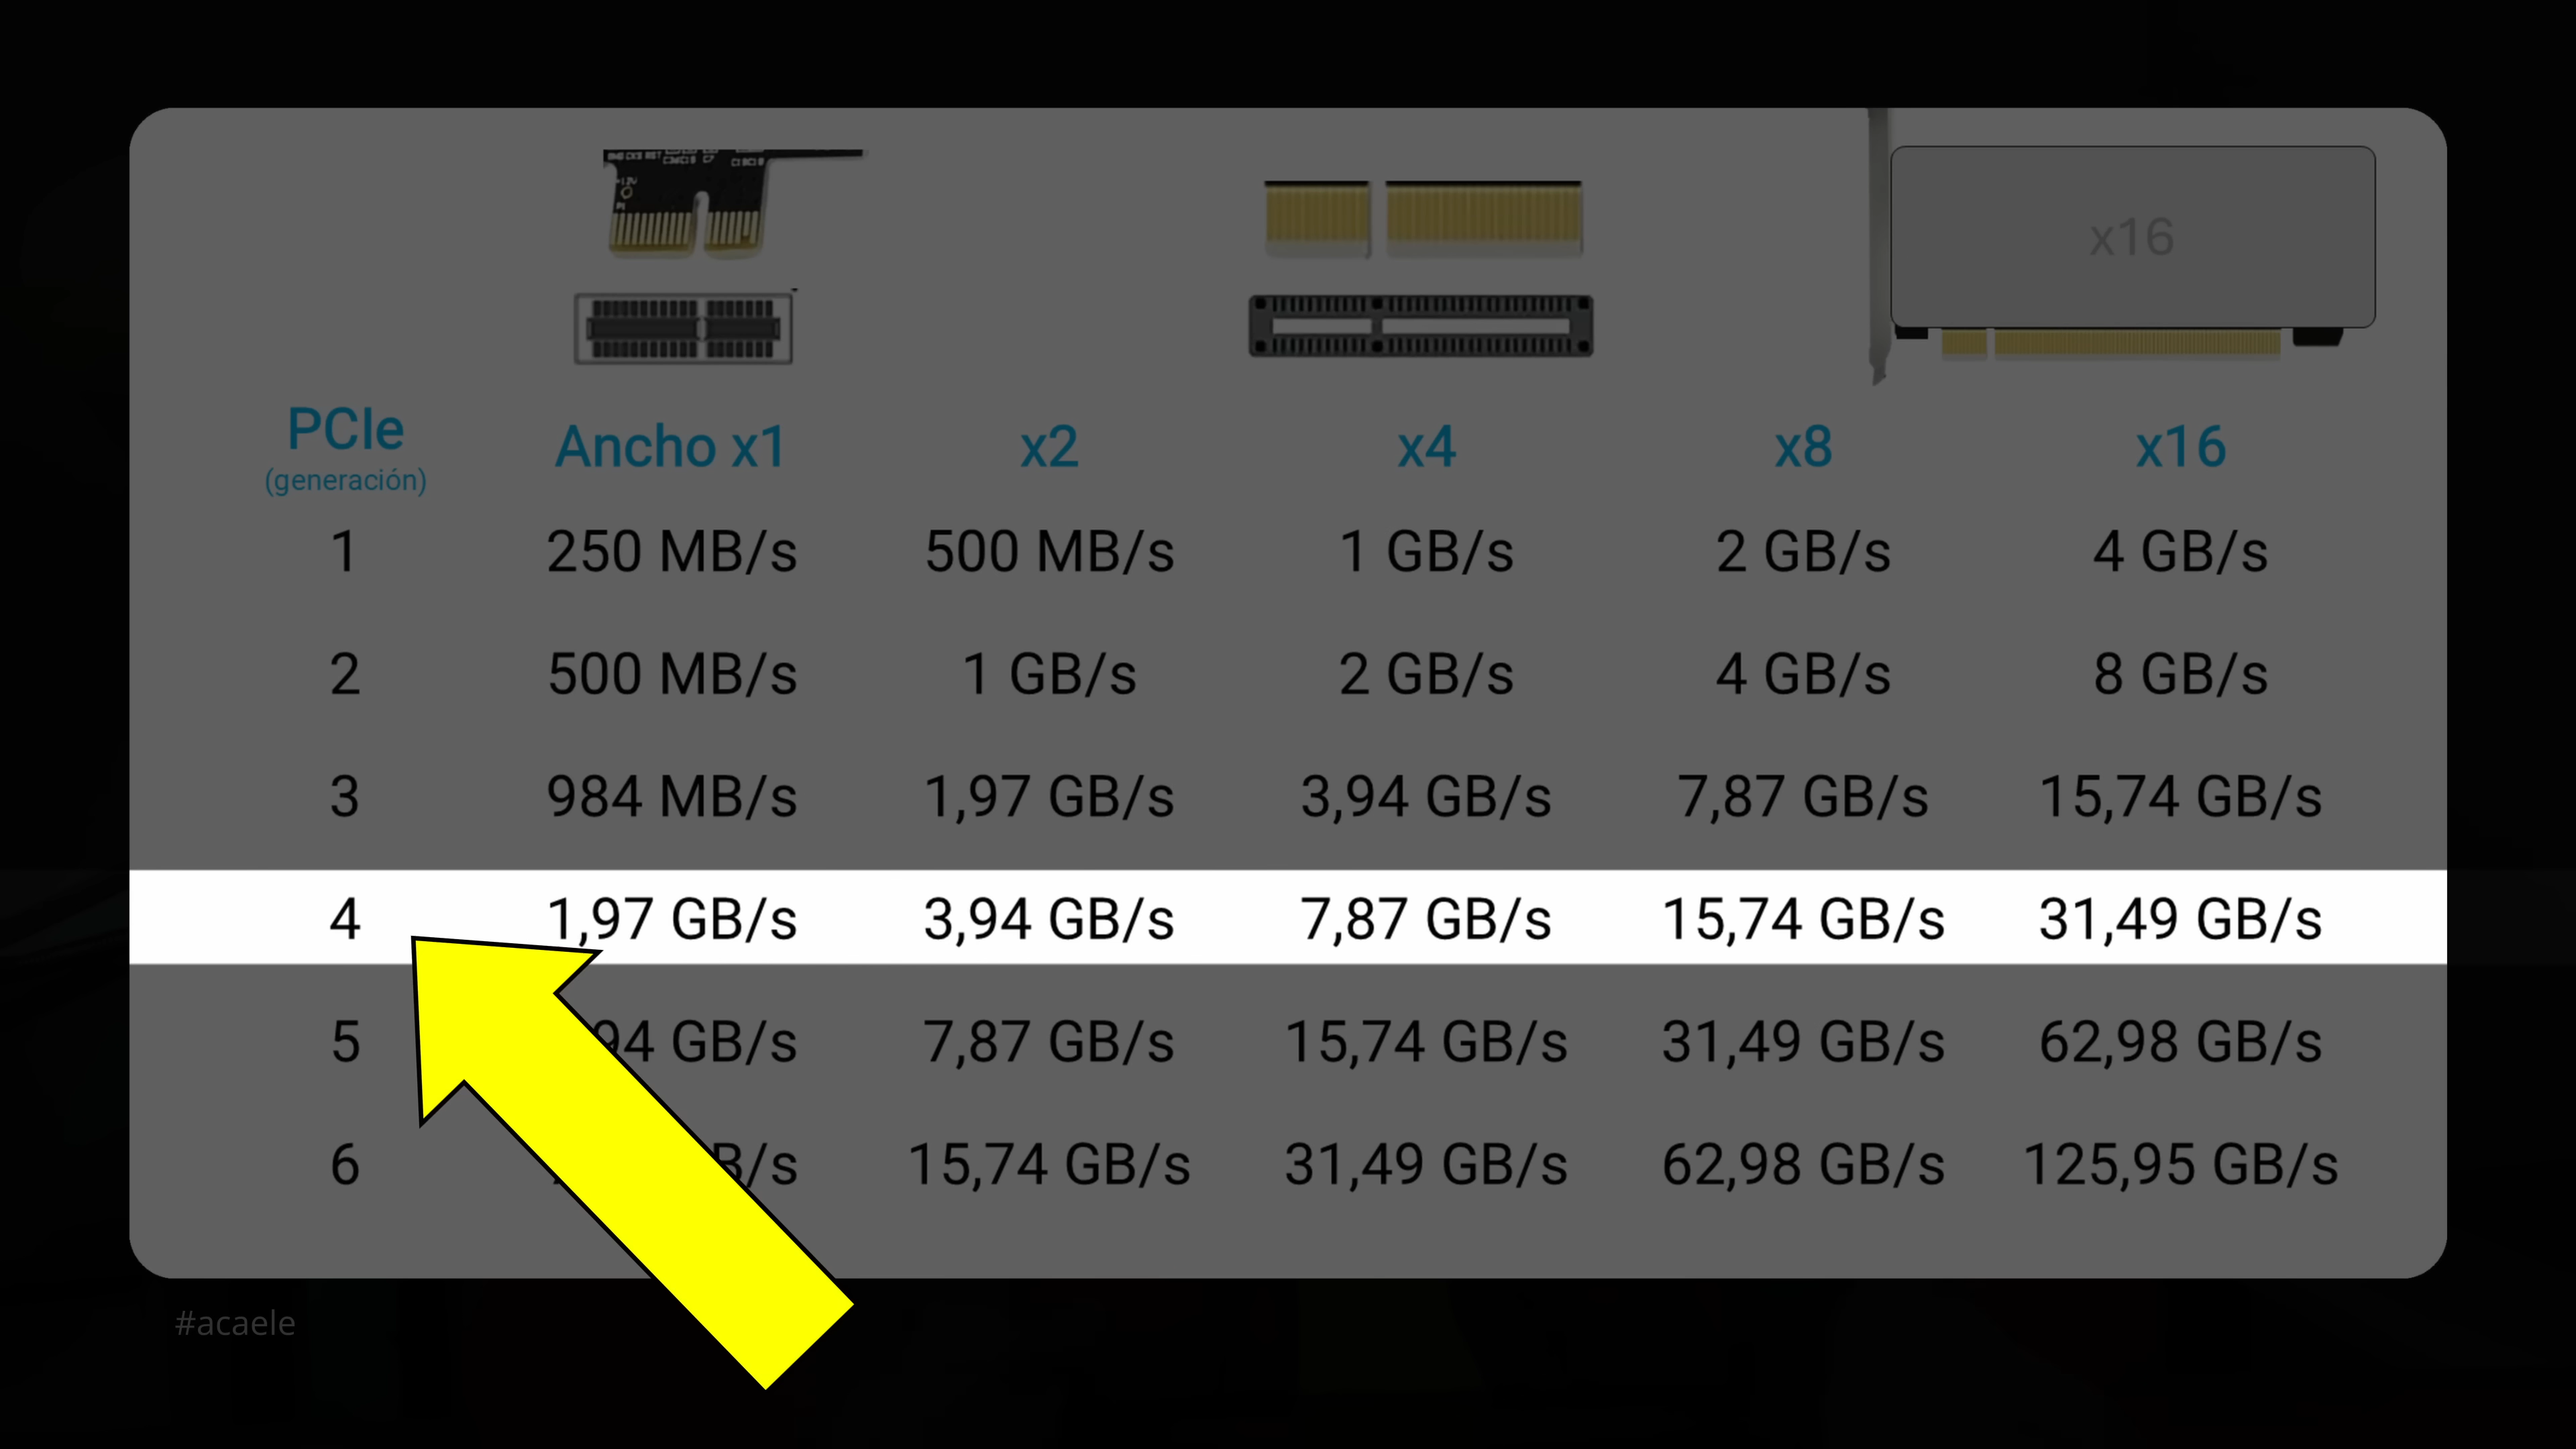 x16
PCIe Ancho x1 x2 x4 x8 x16
(generación)
1 250 MB/s 500 MB/s 1 GB/s 2 GB/s 4 GB/s
2 500 MB/s 1 GB/s 2 GB/s 4 GB/s 8 GB/s
3 984 MB/s 1,97 GB/s 3,94 GB/s 7,87 GB/s 15,74 GB/s
4 1,97 GB/s 3,94 GB/s 7,87 GB/s 15,74 GB/s 31,49 GB/s
5 94 GB/s 7,87 GB/s 15,74 GB/s 31,49 GB/s 62,98 GB/s
6 B/s 15,74 GB/s 31,49 GB/s 62,98 GB/s 125,95 GB/s
#acaele